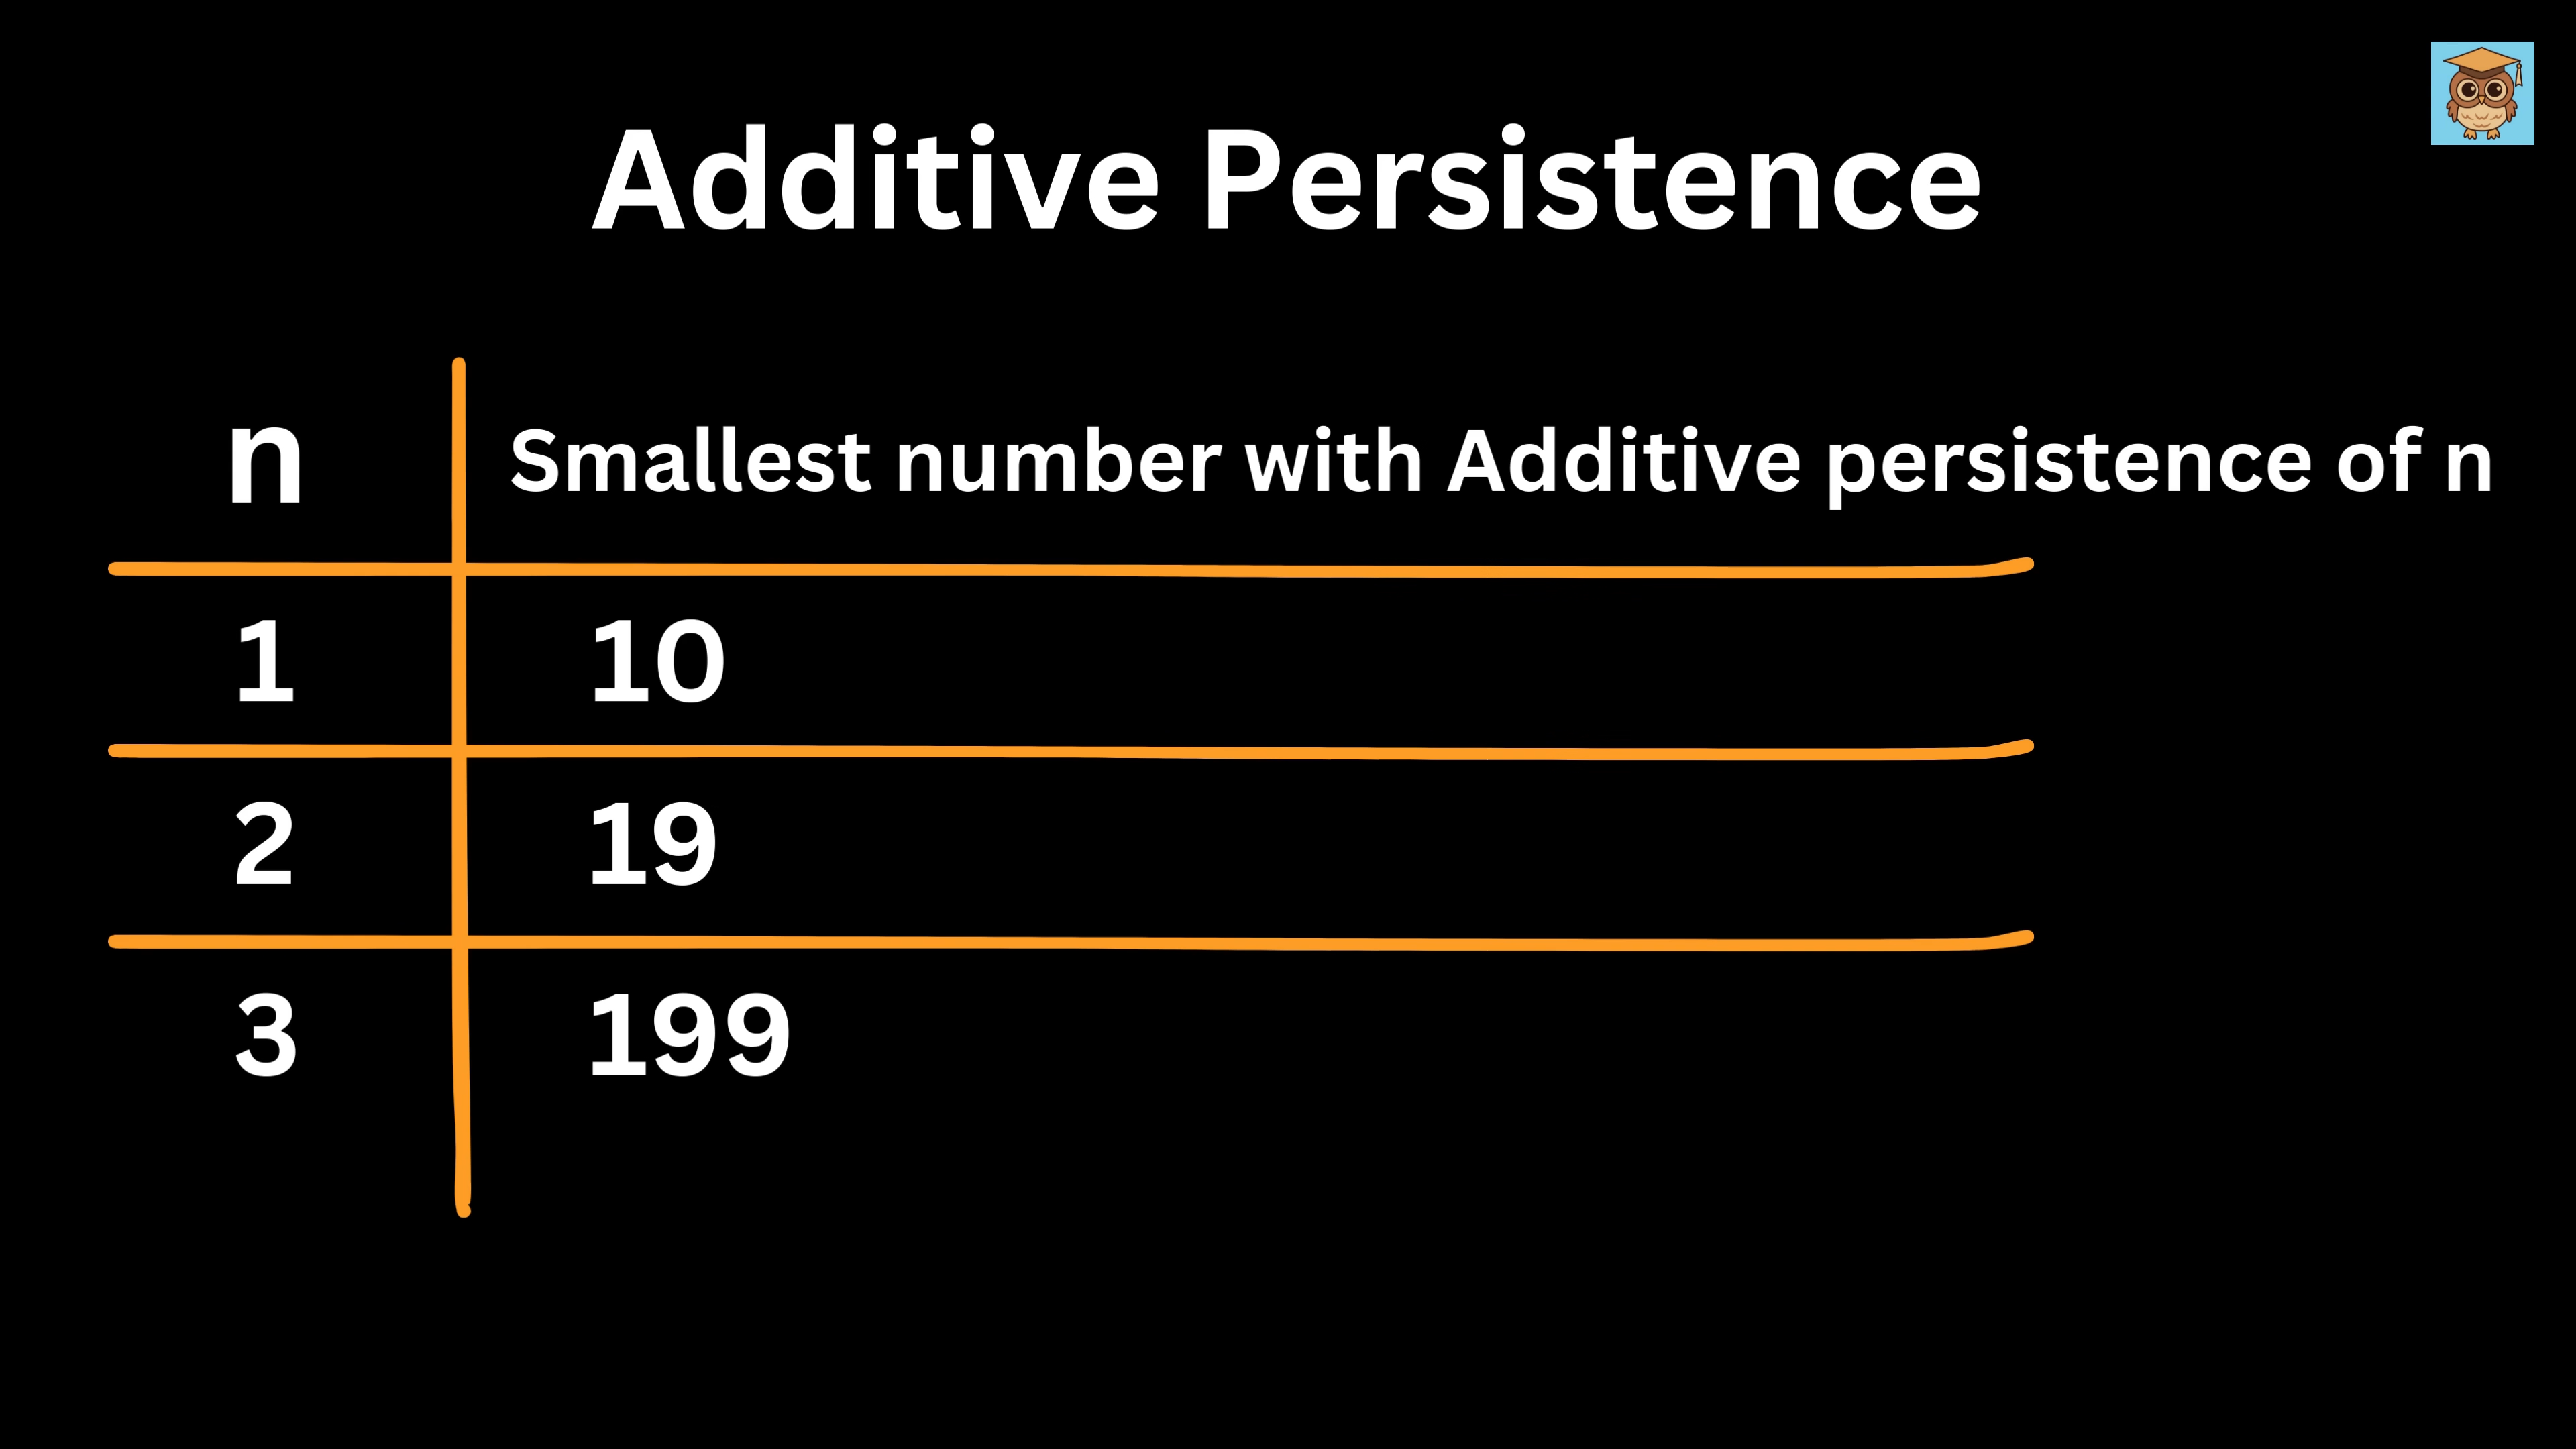 Additive Persistence
n Smallest number with Additive persistence of n
1 10
2 19
3 199